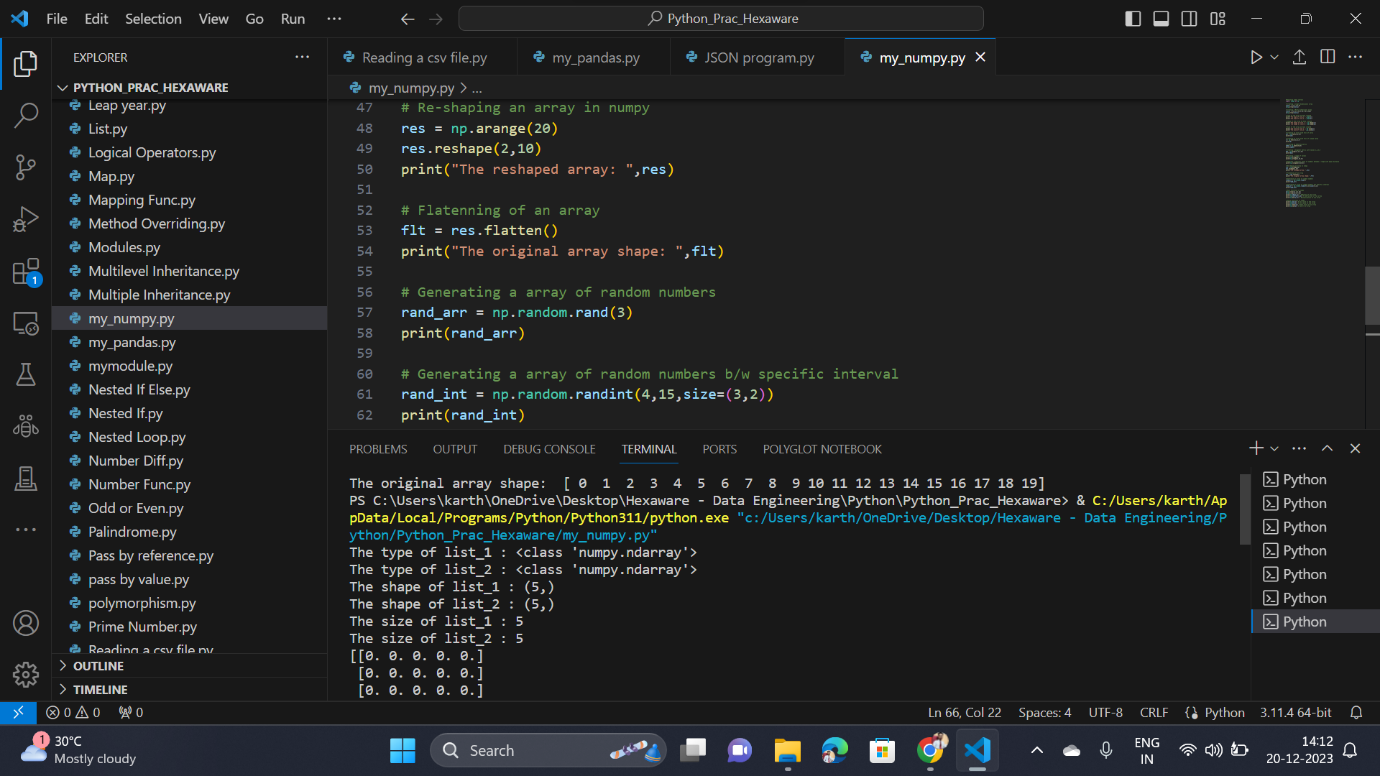 File Edit Selection View Go Run ···
Python_Prac_Hexaware
EXPLORER ···
PYTHON_PRAC_HEXAWARE
Leap year.py
List.py
Logical Operators.py
Map.py
Mapping Func.py
Method Overriding.py
Modules.py
Multilevel Inheritance.py
Multiple Inheritance.py
my_numpy.py
my_pandas.py
mymodule.py
Nested If Else.py
Nested If.py
Nested Loop.py
Number Diff.py
Number Func.py
Odd or Even.py
Palindrome.py
Pass by reference.py
pass by value.py
polymorphism.py
Prime Number.py
Reading a csv file.py
OUTLINE
TIMELINE
1
Reading a csv file.py my_pandas.py JSON program.py my_numpy.py
my_numpy.py > ...
47 # Re-shaping an array in numpy
48 res = np.arange(20)
49 res.reshape(2,10)
50 print("The reshaped array: ",res)
51
52 # Flatenning of an array
53 flt = res.flatten()
54 print("The original array shape: ",flt)
55
56 # Generating a array of random numbers
57 rand_arr = np.random.rand(3)
58 print(rand_arr)
59
60 # Generating a array of random numbers b/w specific interval
61 rand_int = np.random.randint(4,15,size=(3,2))
62 print(rand_int)
PROBLEMS OUTPUT DEBUG CONSOLE TERMINAL PORTS POLYGLOT NOTEBOOK
The original array shape:  [ 0  1  2  3  4  5  6  7  8  9 10 11 12 13 14 15 16 17 18 19]
PS C:\Users\karth\OneDrive\Desktop\Hexaware - Data Engineering\Python\Python_Prac_Hexaware> & C:/Users/karth/Ap
pData/Local/Programs/Python/Python311/python.exe "c:/Users/karth/OneDrive/Desktop/Hexaware - Data Engineering/P
ython/Python_Prac_Hexaware/my_numpy.py"
The type of list_1 : <class 'numpy.ndarray'>
The type of list_2 : <class 'numpy.ndarray'>
The shape of list_1 : (5,)
The shape of list_2 : (5,)
The size of list_1 : 5
The size of list_2 : 5
[[0. 0. 0. 0. 0.]
 [0. 0. 0. 0. 0.]
 [0. 0. 0. 0. 0.]
Python
Python
Python
Python
Python
Python
Python
0 0 0
Ln 66, Col 22 Spaces: 4 UTF-8 CRLF Python 3.11.4 64-bit
1
30°C
Mostly cloudy
Search
ENG
IN
14:12
20-12-2023